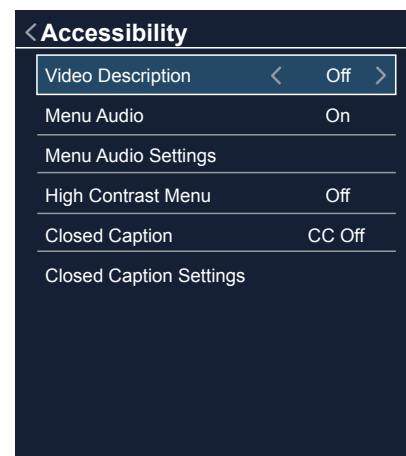 Accessibility
Video Description Off
Menu Audio On
Menu Audio Settings
High Contrast Menu Off
Closed Caption CC Off
Closed Caption Settings